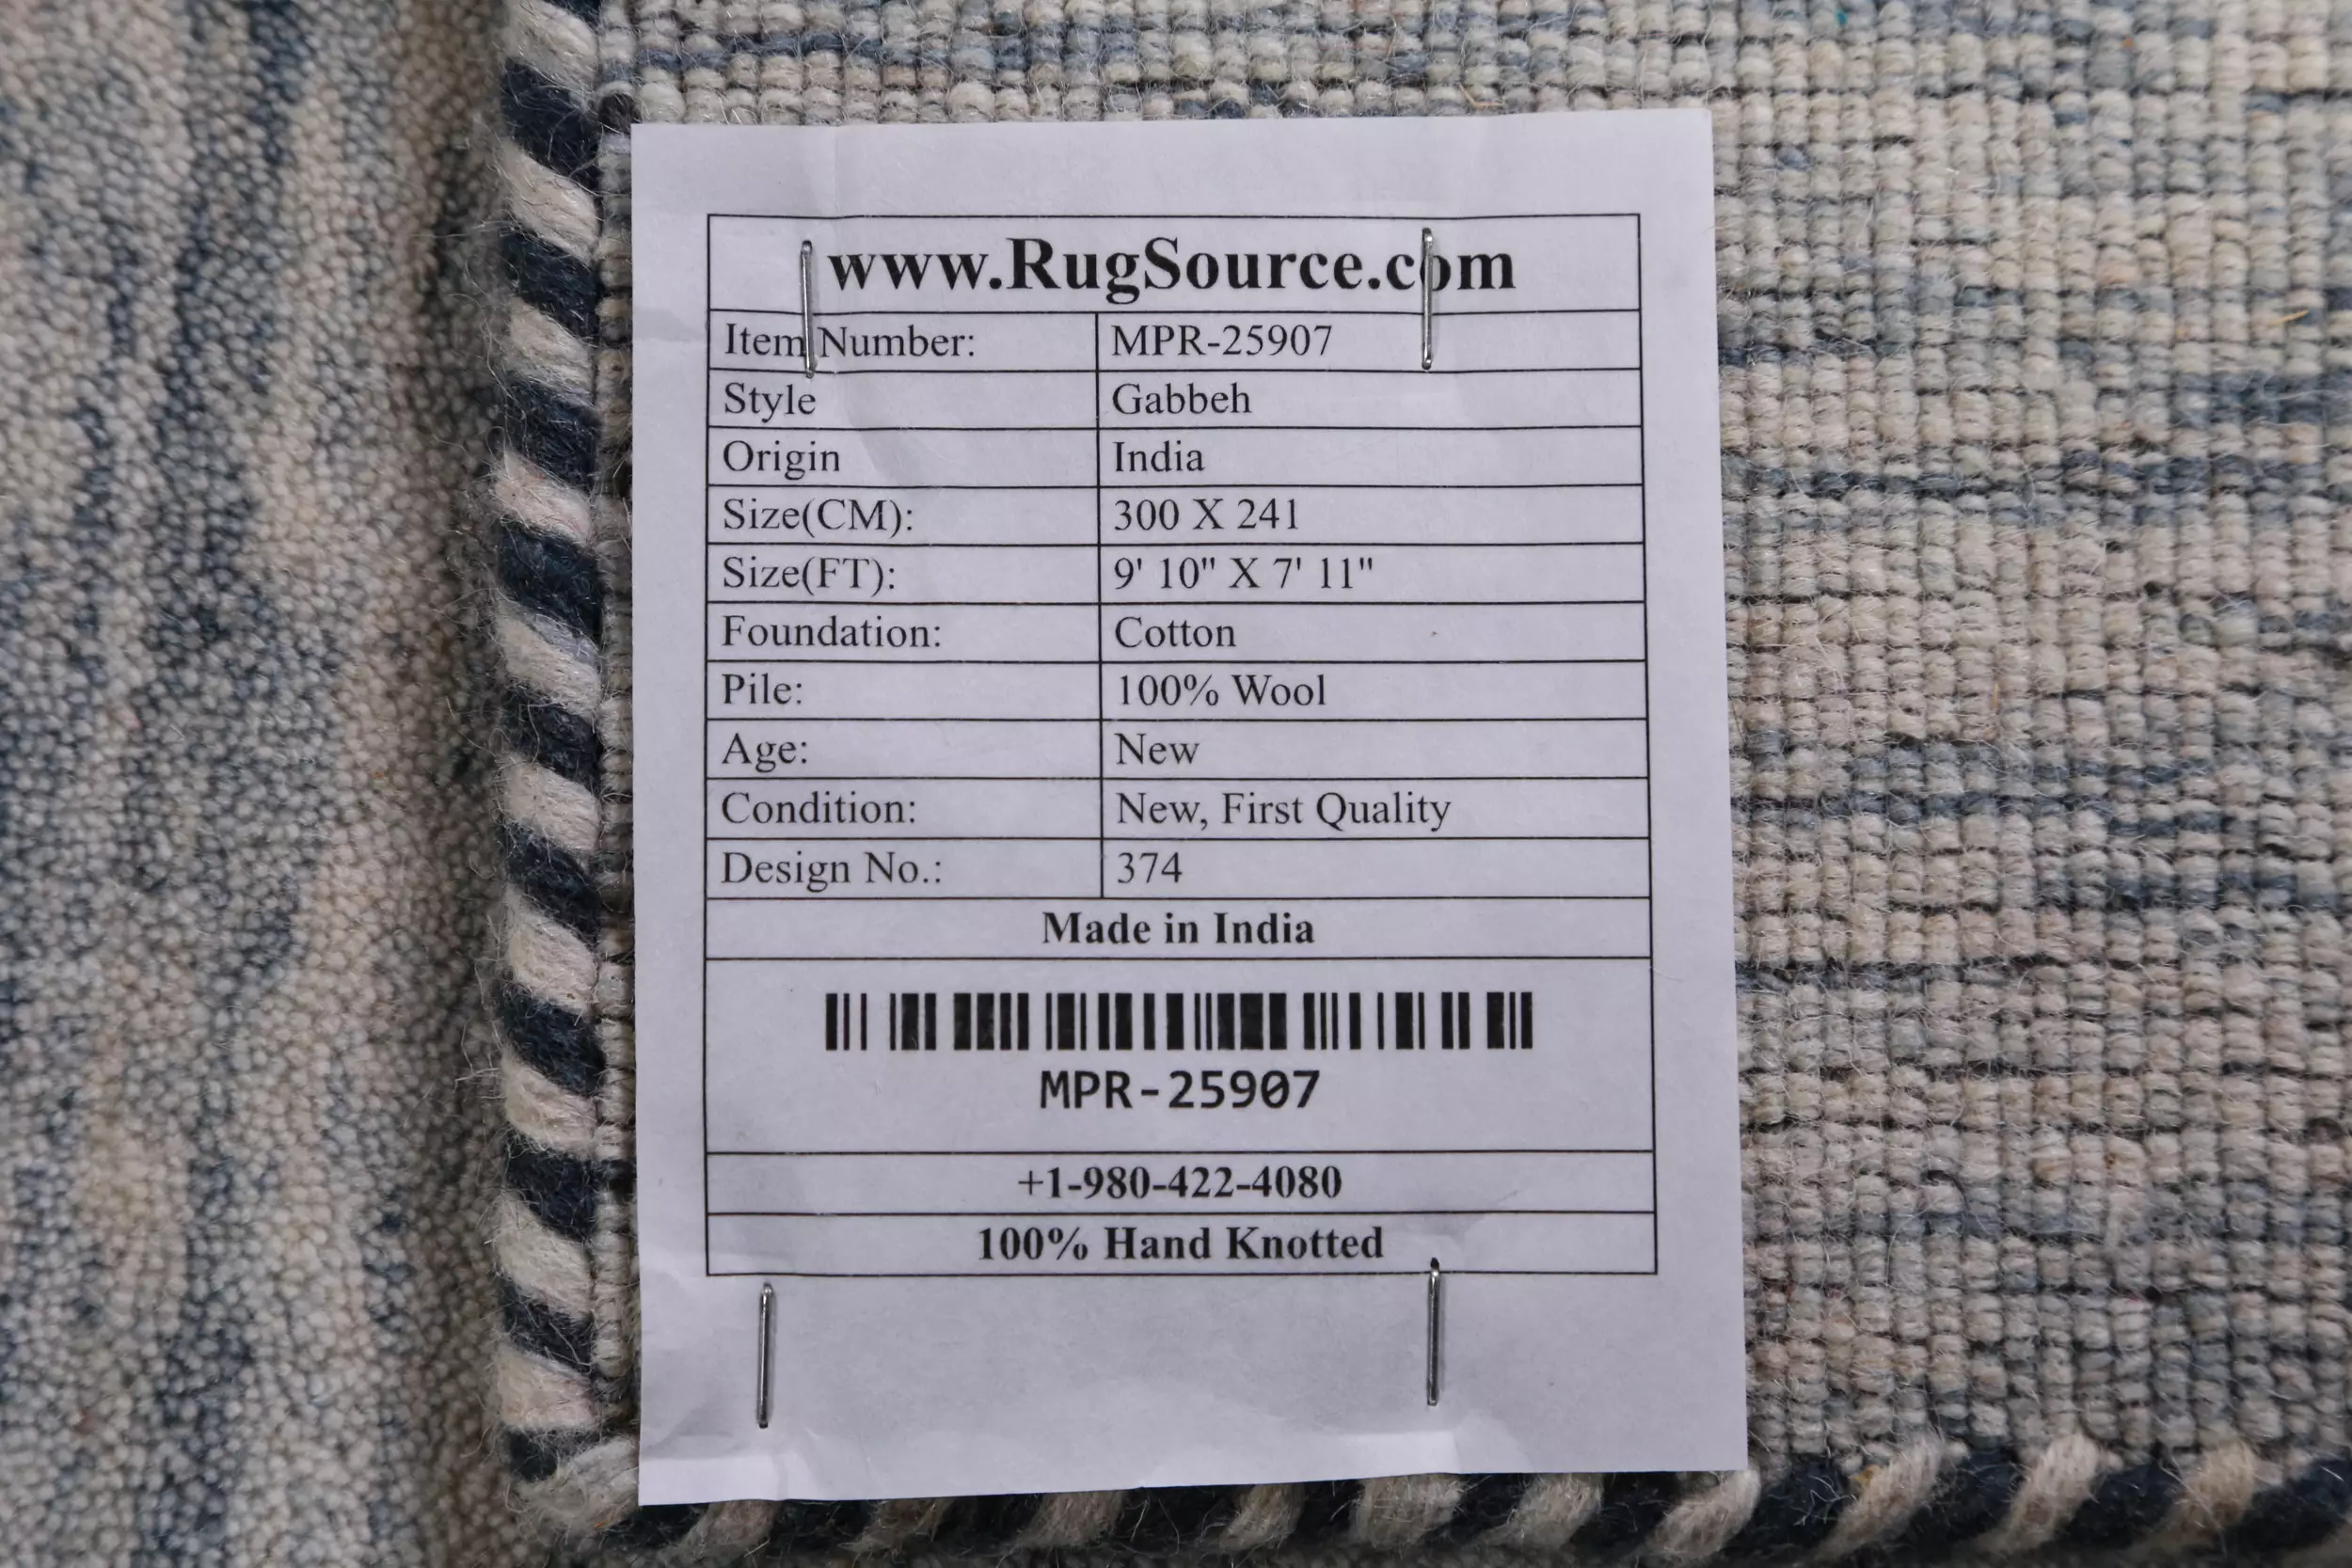 www.RugSource.com
Item Number: MPR-25907
Style Gabbeh
Origin India
Size(CM): 300 X 241
Size(FT): 9' 10" X 7' 11"
Foundation: Cotton
Pile: 100% Wool
Age: New
Condition: New, First Quality
Design No.: 374
Made in India
MPR-25907
+1-980-422-4080
100% Hand Knotted